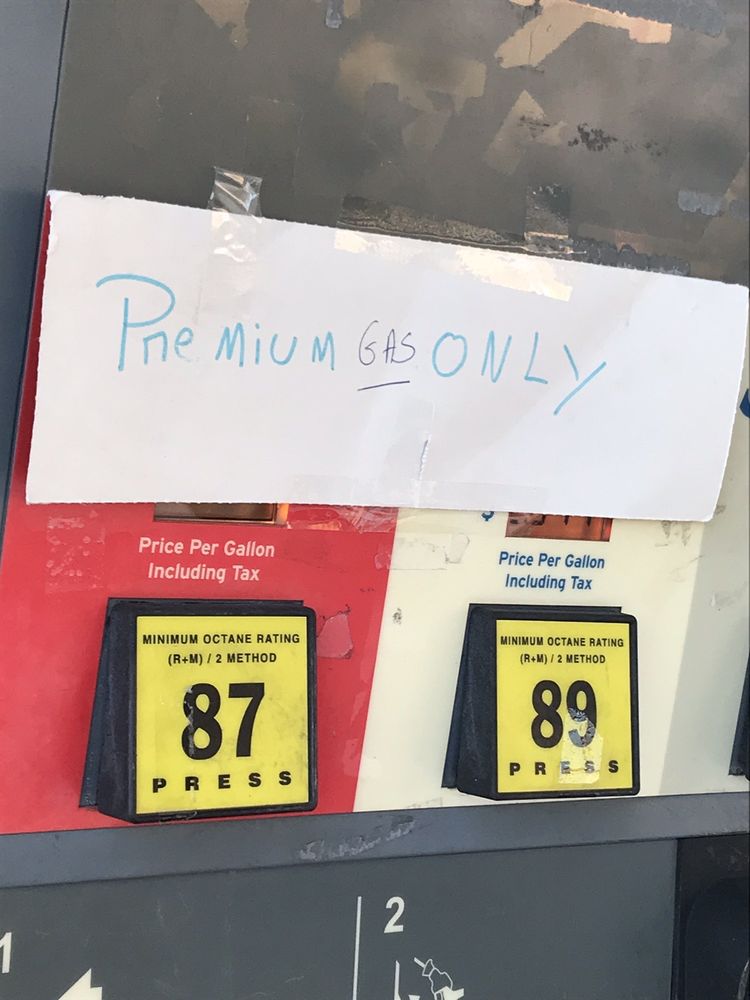 Premium GAS ONLY
$
Price Per Gallon
Including Tax
Price Per Gallon
Including Tax
MINIMUM OCTANE RATING
(R+M) / 2 METHOD
87
PRESS
MINIMUM OCTANE RATING
(R+M) / 2 METHOD
89
PRESS
1
2